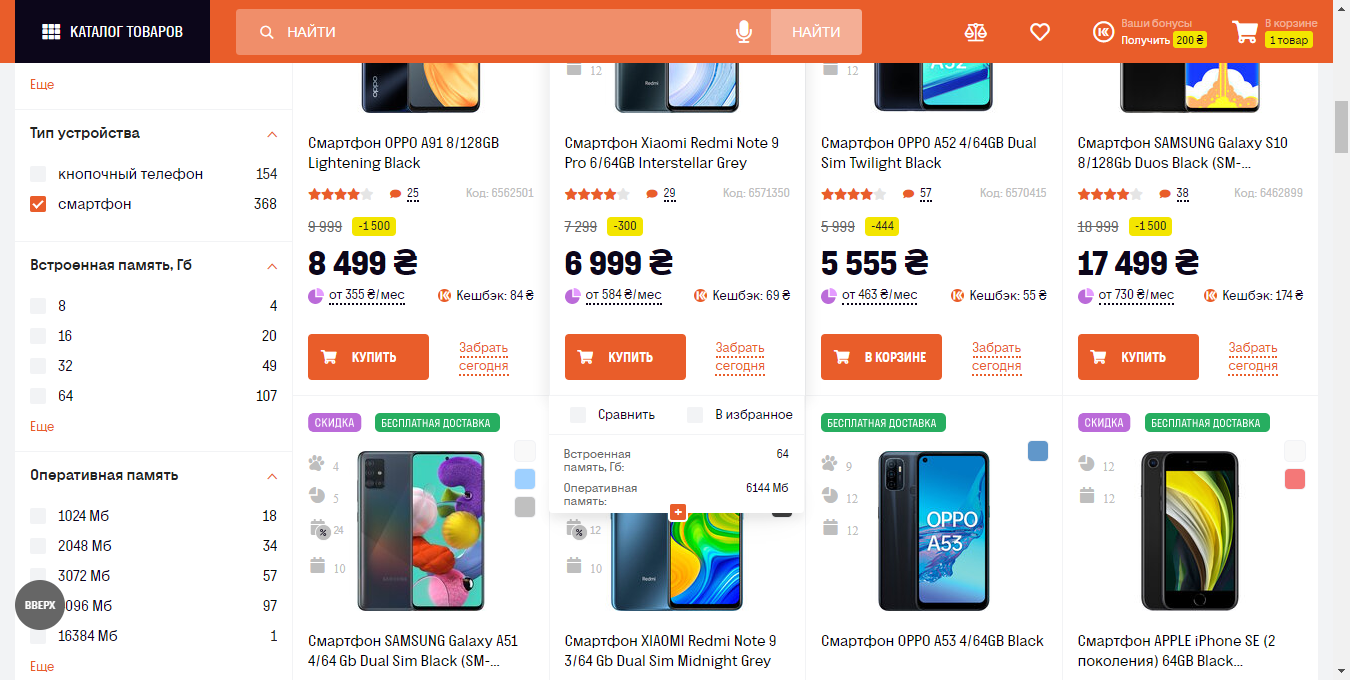 КАТАЛОГ ТОВАРОВ
НАЙТИ
НАЙТИ
Ваши бонусы
Получить 200 ₴
В корзине
1 товар
Еще
Тип устройства
кнопочный телефон 154
смартфон 368
Встроенная память, Гб
8 4
16 20
32 49
64 107
Еще
Оперативная память
1024 Мб 18
2048 Мб 34
3072 Мб 57
096 Мб 97
16384 Мб 1
Еще
ВВЕРХ
oppo
Смартфон OPPO A91 8/128GB
Lightening Black
25 Код: 6562501
9 999 -1 500
8 499 ₴
от 355 ₴/мес Кешбэк: 84 ₴
КУПИТЬ
Забрать
сегодня
12
Redmi
Смартфон Xiaomi Redmi Note 9
Pro 6/64GB Interstellar Grey
29 Код: 6571350
7 299 -300
6 999 ₴
от 584 ₴/мес Кешбэк: 69 ₴
КУПИТЬ
Забрать
сегодня
Сравнить В избранное
Встроенная
память, Гб: 64
Оперативная
память: 6144 Мб
12
A52
Смартфон OPPO A52 4/64GB Dual
Sim Twilight Black
57 Код: 6570415
5 999 -444
5 555 ₴
от 463 ₴/мес Кешбэк: 55 ₴
В КОРЗИНЕ
Забрать
сегодня
Смартфон SAMSUNG Galaxy S10
8/128Gb Duos Black (SM-...
38 Код: 6462899
18 999 -1 500
17 499 ₴
от 730 ₴/мес Кешбэк: 174 ₴
КУПИТЬ
Забрать
сегодня
СКИДКА БЕСПЛАТНАЯ ДОСТАВКА
4
5
% 24
10
SAMSUNG
Смартфон SAMSUNG Galaxy A51
4/64 Gb Dual Sim Black (SM-...
% 12
10
Redmi
Смартфон XIAOMI Redmi Note 9
3/64 Gb Dual Sim Midnight Grey
БЕСПЛАТНАЯ ДОСТАВКА
9
12
12
OPPO
A53
Смартфон OPPO A53 4/64GB Black
СКИДКА БЕСПЛАТНАЯ ДОСТАВКА
12
12
Смартфон APPLE iPhone SE (2
поколения) 64GB Black...